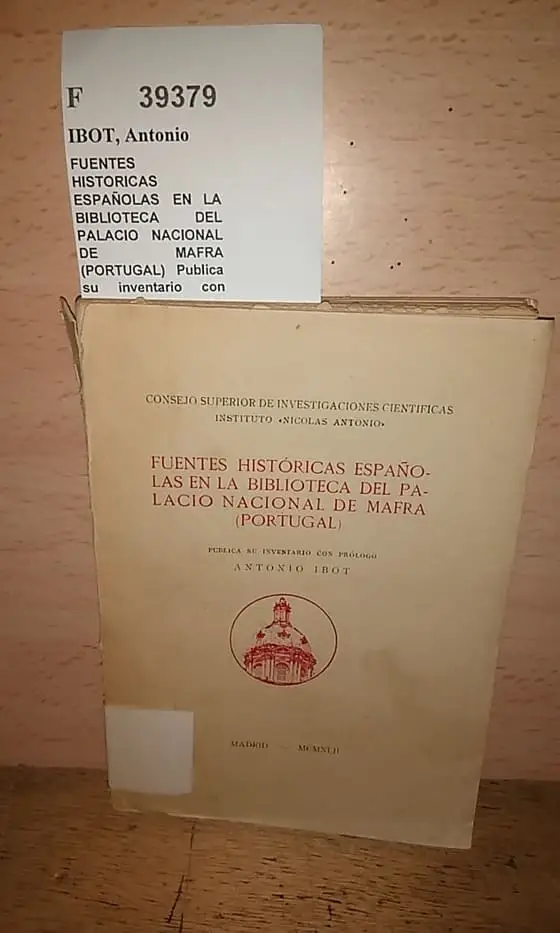 F 39379
IBOT, Antonio
FUENTES
HISTORICAS
ESPAÑOLAS EN LA
BIBLIOTECA DEL
PALACIO NACIONAL
DE MAFRA
(PORTUGAL) Publica
su inventario con
CONSEJO SUPERIOR DE INVESTIGACIONES CIENTIFICAS
INSTITUTO «NICOLAS ANTONIO»
FUENTES HISTÓRICAS ESPAÑO-
LAS EN LA BIBLIOTECA DEL PA-
LACIO NACIONAL DE MAFRA
(PORTUGAL)
PUBLICA SU INVENTARIO CON PRÓLOGO
ANTONIO IBOT
MADRID - MCMXLII